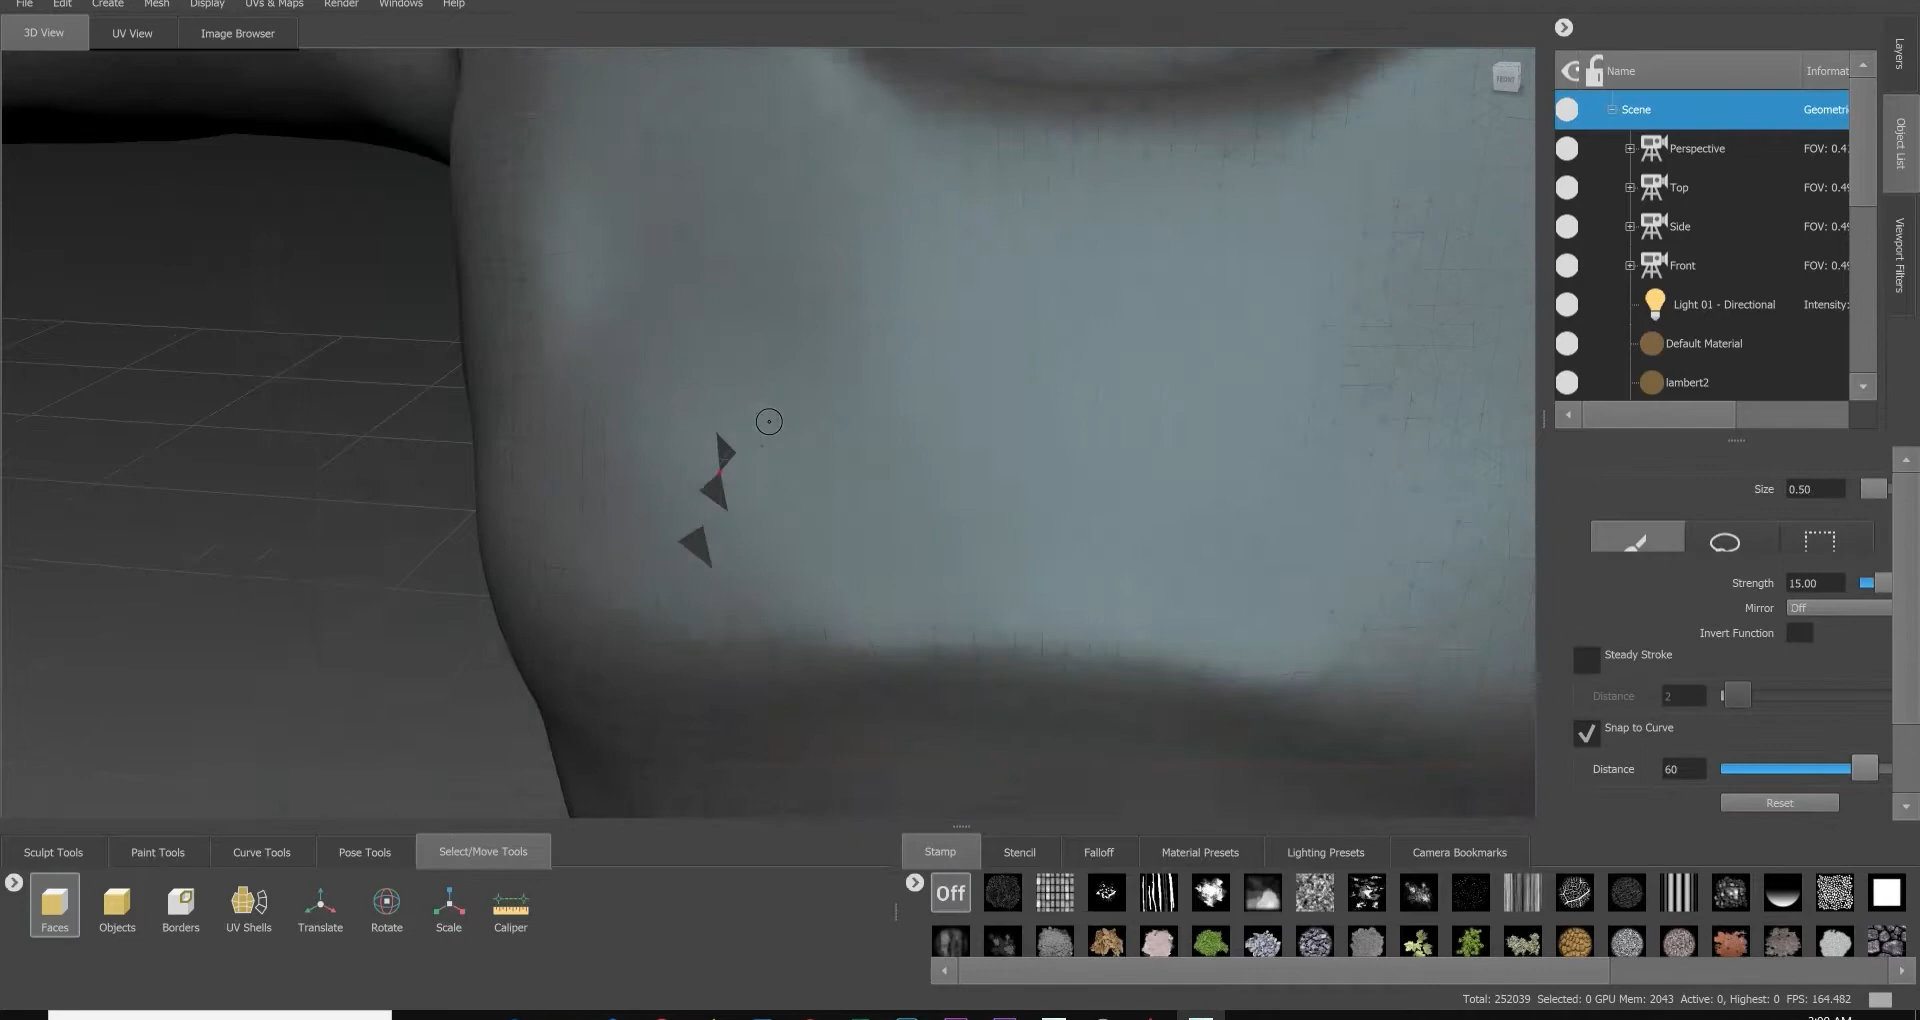 File Edit Create Mesh Display UVs & Maps Render Windows Help
3D View UV View Image Browser
FRONT
Name Informat
Scene Geometri
Perspective FOV: 0.4
Top FOV: 0.49
Side FOV: 0.49
Front FOV: 0.49
Light 01 - Directional Intensity:
Default Material
lambert2
Layers
Object List
Viewport Filters
Size 0.50
Strength 15.00
Mirror Off
Invert Function
Steady Stroke
Distance 2
Snap to Curve
Distance 60
Reset
Sculpt Tools Paint Tools Curve Tools Pose Tools Select/Move Tools
Faces Objects Borders UV Shells Translate Rotate Scale Caliper
Stamp Stencil Falloff Material Presets Lighting Presets Camera Bookmarks
Off
Total: 252039 Selected: 0 GPU Mem: 2043 Active: 0, Highest: 0 FPS: 164.482